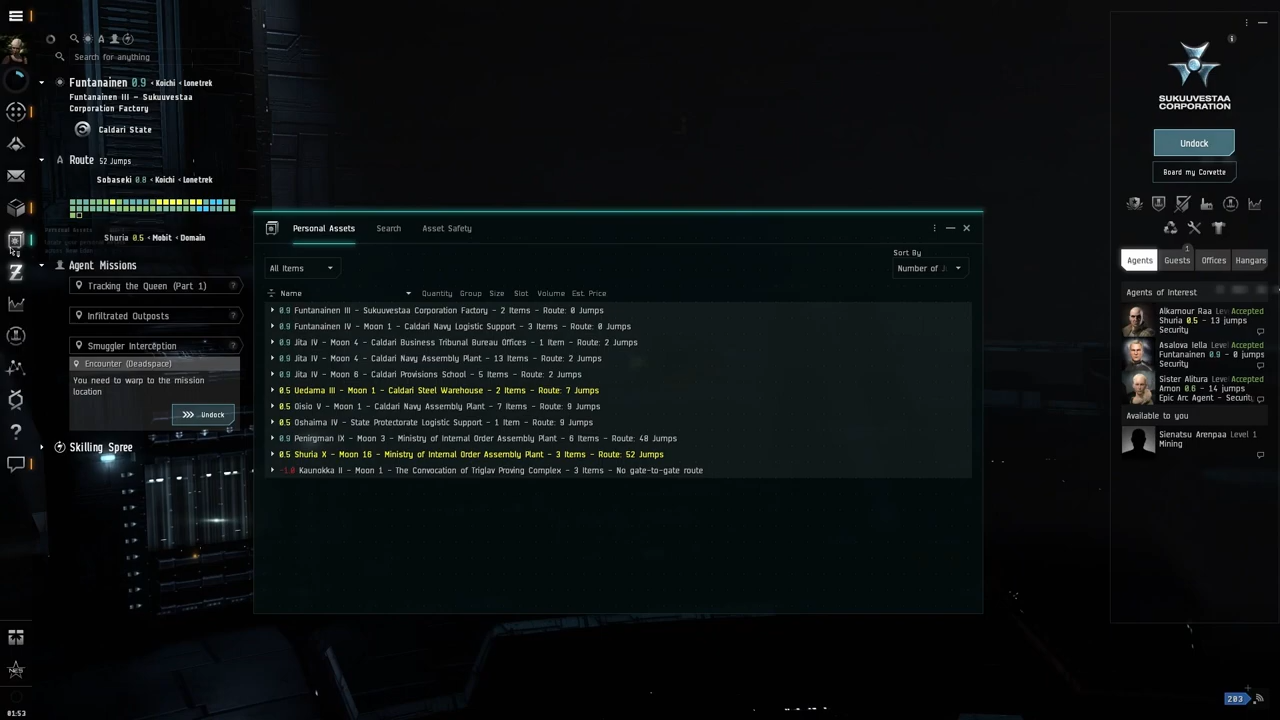 Search for anything
Funtanainen 0.9 < Koichi < Lonetrek
Funtanainen III - Sukuuvestaa
Corporation Factory
Caldari State
A Route 52 Jumps
Sobaseki 0.8 < Koichi < Lonetrek
Personal Assets
Shuria 0.5 < Mobit < Domain
Agent Missions
Tracking the Queen (Part 1) ?
Infiltrated Outposts ?
Smuggler Interception ?
Encounter (Deadspace)
You need to warp to the mission
location
Undock
Skilling Spree
NES
01:53
Personal Assets Search Asset Safety
All Items
Sort By
Number of J
Name Quantity Group Size Slot Volume Est. Price
0.9 Funtanainen III - Sukuuvestaa Corporation Factory - 2 Items - Route: 0 Jumps
0.9 Funtanainen IV - Moon 1 - Caldari Navy Logistic Support - 3 Items - Route: 0 Jumps
0.9 Jita IV - Moon 4 - Caldari Business Tribunal Bureau Offices - 1 Item - Route: 2 Jumps
0.9 Jita IV - Moon 4 - Caldari Navy Assembly Plant - 13 Items - Route: 2 Jumps
0.9 Jita IV - Moon 6 - Caldari Provisions School - 5 Items - Route: 2 Jumps
0.5 Uedama III - Moon 1 - Caldari Steel Warehouse - 2 Items - Route: 7 Jumps
0.5 Oisio V - Moon 1 - Caldari Navy Assembly Plant - 7 Items - Route: 9 Jumps
0.5 Oshaima IV - State Protectorate Logistic Support - 1 Item - Route: 9 Jumps
0.9 Penirgman IX - Moon 3 - Ministry of Internal Order Assembly Plant - 6 Items - Route: 48 Jumps
0.5 Shuria X - Moon 16 - Ministry of Internal Order Assembly Plant - 3 Items - Route: 52 Jumps
-1.0 Kaunokka II - Moon 1 - The Convocation of Triglav Proving Complex - 3 Items - No gate-to-gate route
SUKUUVESTAA
CORPORATION
Undock
Board my Corvette
1
Agents Guests Offices Hangars
Agents of Interest
Alkamour Raa Level Accepted
Shuria 0.5 - 13 jumps
Security
Asalova Iella Level Accepted
Funtanainen 0.9 - 0 jumps
Security
Sister Alitura Level Accepted
Arnon 0.6 - 14 jumps
Epic Arc Agent - Security
Available to you
Sienatsu Arenpaa Level 1
Mining
203